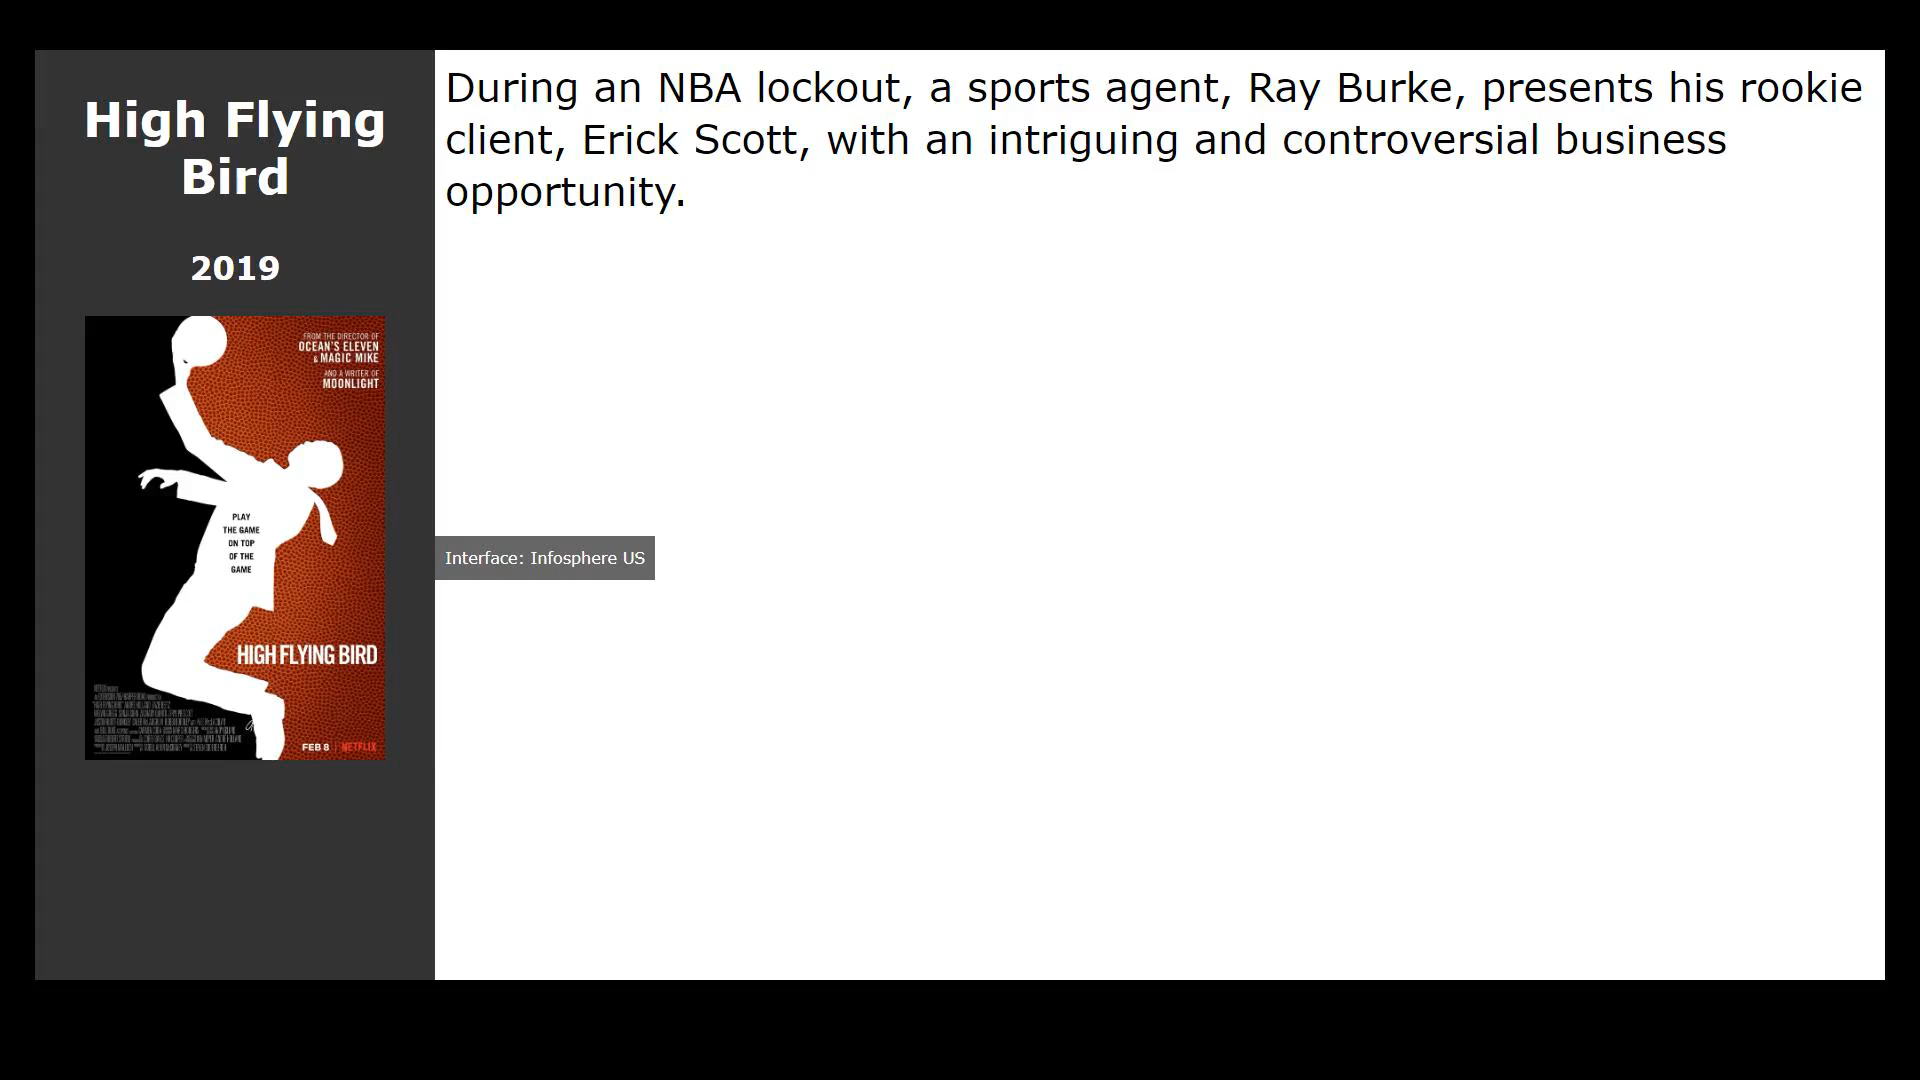 High Flying
Bird
2019
FROM THE DIRECTOR OF
OCEAN'S ELEVEN
& MAGIC MIKE
AND A WRITER OF
MOONLIGHT
PLAY
THE GAME
ON TOP
OF THE
GAME
HIGH FLYING BIRD
FEB 8 | NETFLIX
During an NBA lockout, a sports agent, Ray Burke, presents his rookie
client, Erick Scott, with an intriguing and controversial business
opportunity.
Interface: Infosphere US